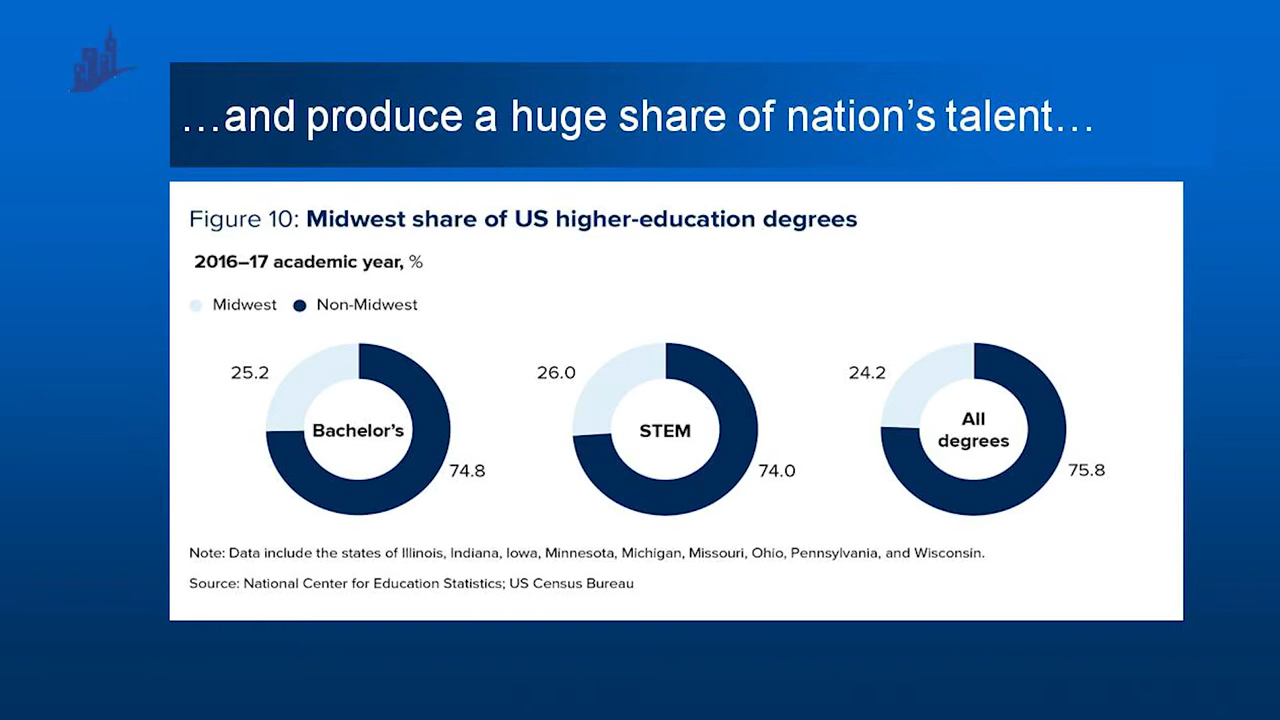 …and produce a huge share of nation’s talent…
Figure 10: Midwest share of US higher-education degrees
2016–17 academic year, %
Midwest Non-Midwest
25.2
Bachelor’s
74.8
26.0
STEM
74.0
24.2
All
degrees
75.8
Note: Data include the states of Illinois, Indiana, Iowa, Minnesota, Michigan, Missouri, Ohio, Pennsylvania, and Wisconsin.
Source: National Center for Education Statistics; US Census Bureau